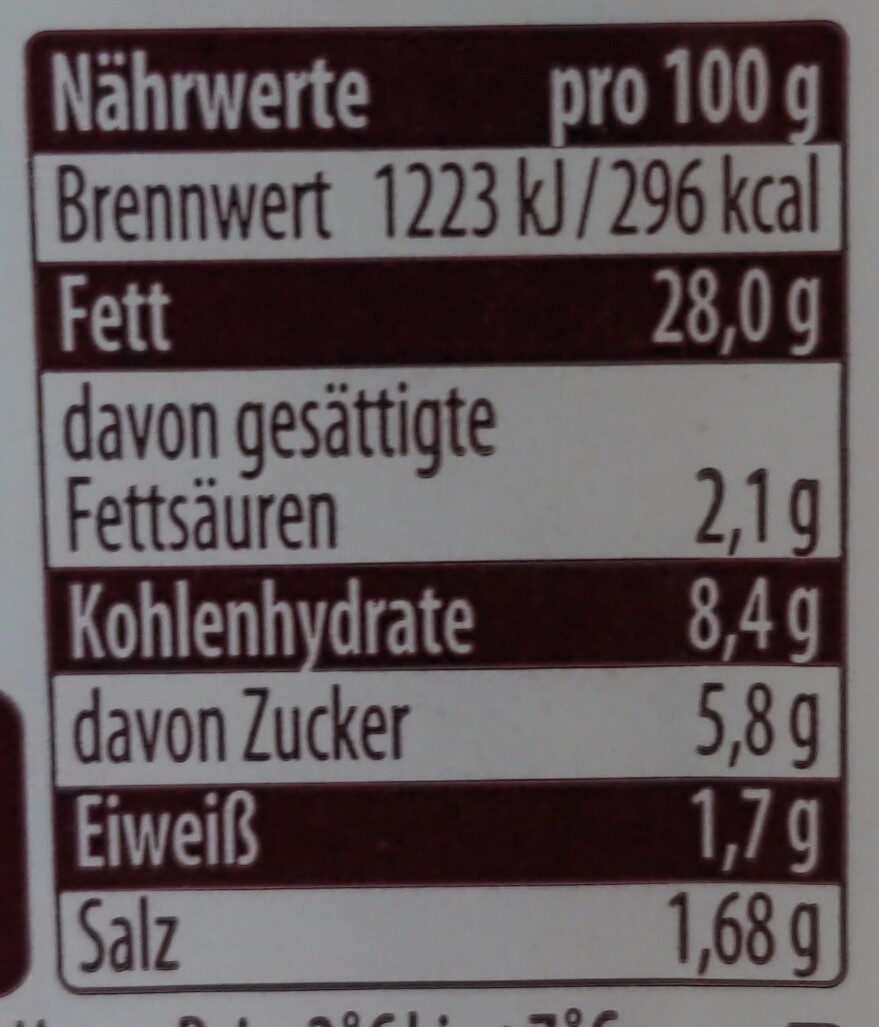 Nährwerte pro 100 g
Brennwert 1223 kJ/296 kcal
Fett 28,0 g
davon gesättigte
Fettsäuren 2,1 g
Kohlenhydrate 8,4 g
davon Zucker 5,8 g
Eiweiß 1,7 g
Salz 1,68 g